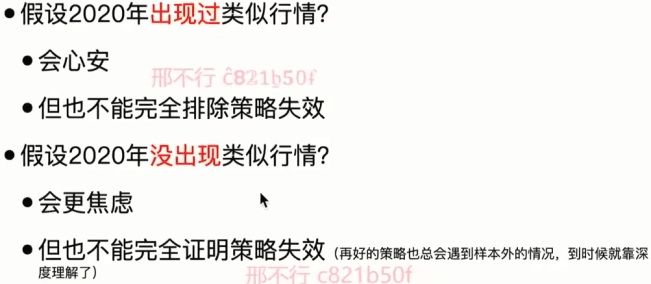 • 假设2020年出现过类似行情?
• 会心安
邢不行 c821b50f
• 但也不能完全排除策略失效
• 假设2020年没出现类似行情?
• 会更焦虑
• 但也不能完全证明策略失效（再好的策略也总会遇到样本外的情况，到时候就靠深
度理解了）
邢不行 c821b50f